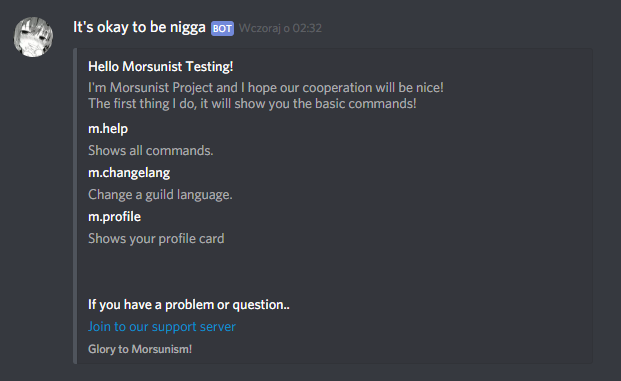 It's okay to be nigga BOT Wczoraj o 02:32
Hello Morsunist Testing!
I'm Morsunist Project and I hope our cooperation will be nice!
The first thing I do, it will show you the basic commands!
m.help
Shows all commands.
m.changelang
Change a guild language.
m.profile
Shows your profile card
If you have a problem or question..
Join to our support server
Glory to Morsunism!